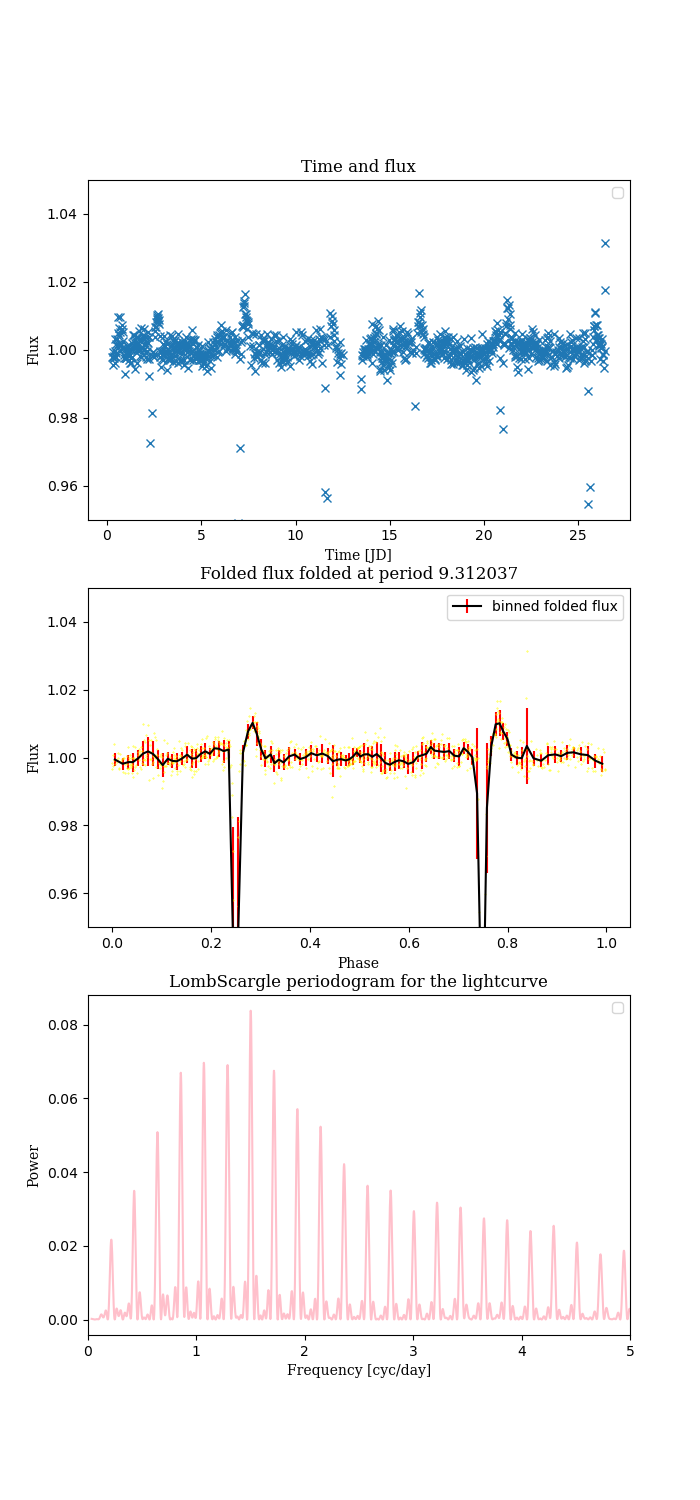 Time and flux
1.04
1.02
1.00
0.98
0.96
Flux
0 5 10 15 20 25
Time [JD]
Folded flux folded at period 9.312037
binned folded flux
1.04
1.02
1.00
0.98
0.96
Flux
0.0 0.2 0.4 0.6 0.8 1.0
Phase
LombScargle periodogram for the lightcurve
0.08
0.06
0.04
0.02
0.00
Power
0 1 2 3 4 5
Frequency [cyc/day]